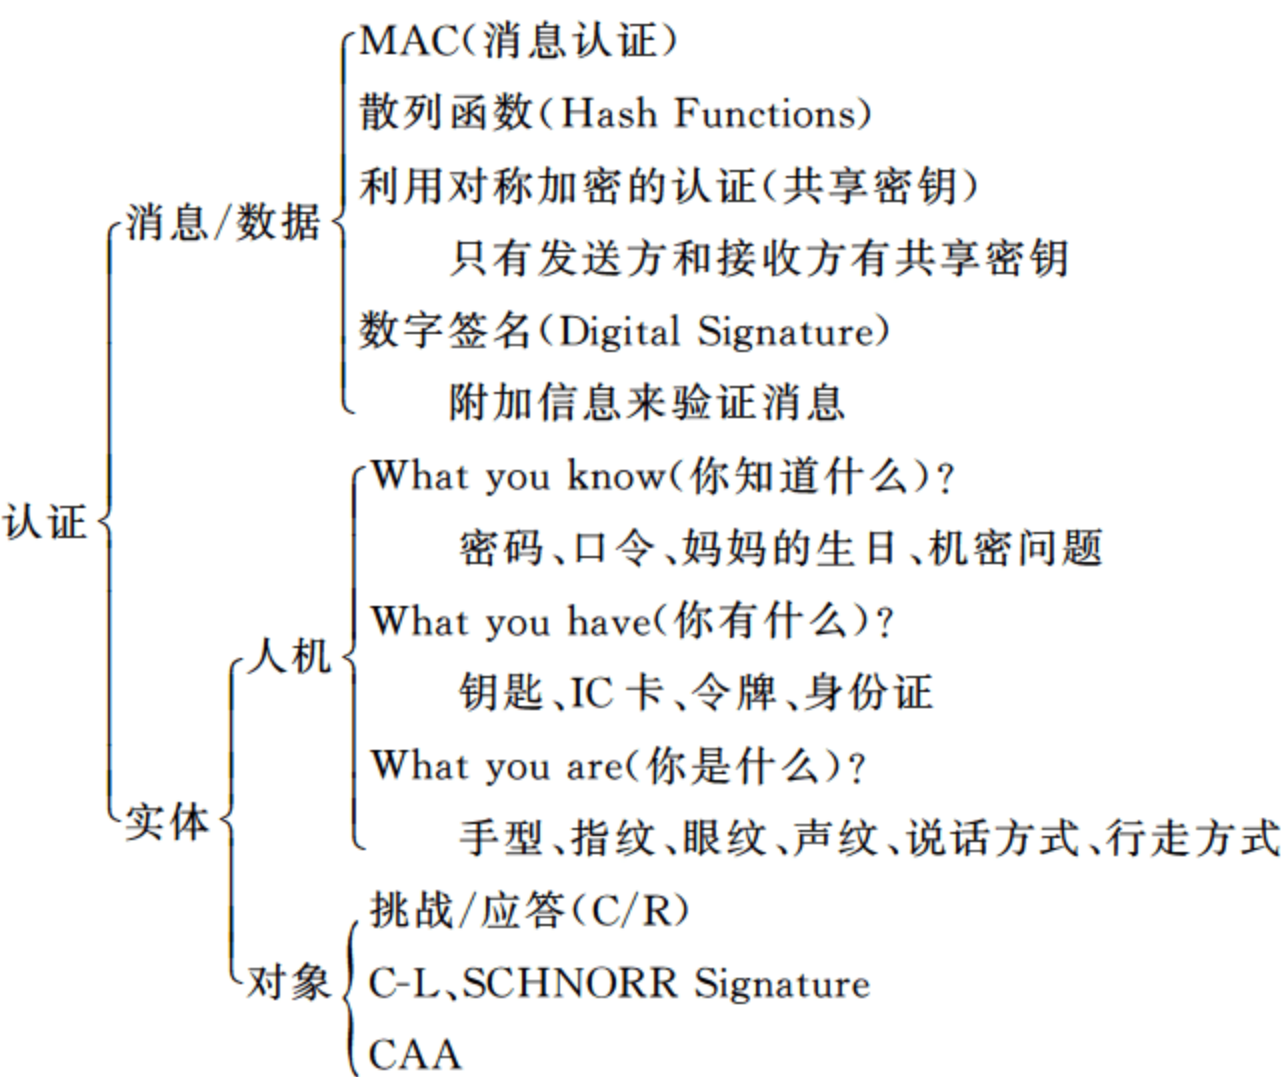 MAC(消息认证)
散列函数(Hash Functions)
利用对称加密的认证(共享密钥)
消息/数据
只有发送方和接收方有共享密钥
数字签名(Digital Signature)
附加信息来验证消息
认证
What you know(你知道什么)?
密码、口令、妈妈的生日、机密问题
What you have(你有什么)?
人机
钥匙、IC 卡、令牌、身份证
What you are(你是什么)?
实体
手型、指纹、眼纹、声纹、说话方式、行走方式
挑战/应答(C/R)
对象
C-L、SCHNORR Signature
CAA